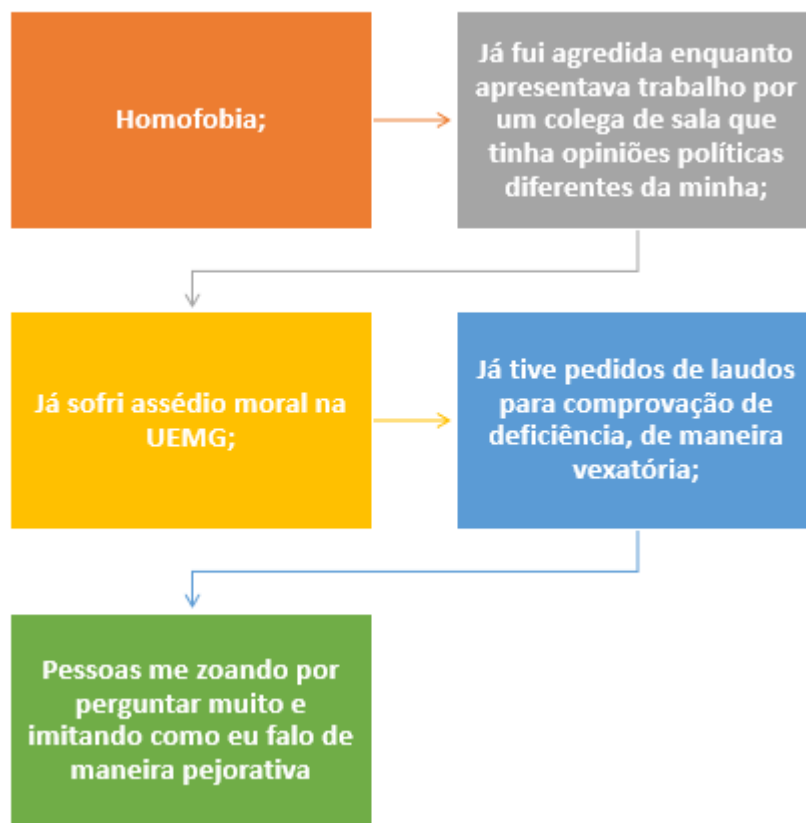 Homofobia;
Já fui agredida enquanto
apresentava trabalho por
um colega de sala que
tinha opiniões políticas
diferentes da minha;
Já sofri assédio moral na
UEMG;
Já tive pedidos de laudos
para comprovação de
deficiência, de maneira
vexatória;
Pessoas me zoando por
perguntar muito e
imitando como eu falo de
maneira pejorativa